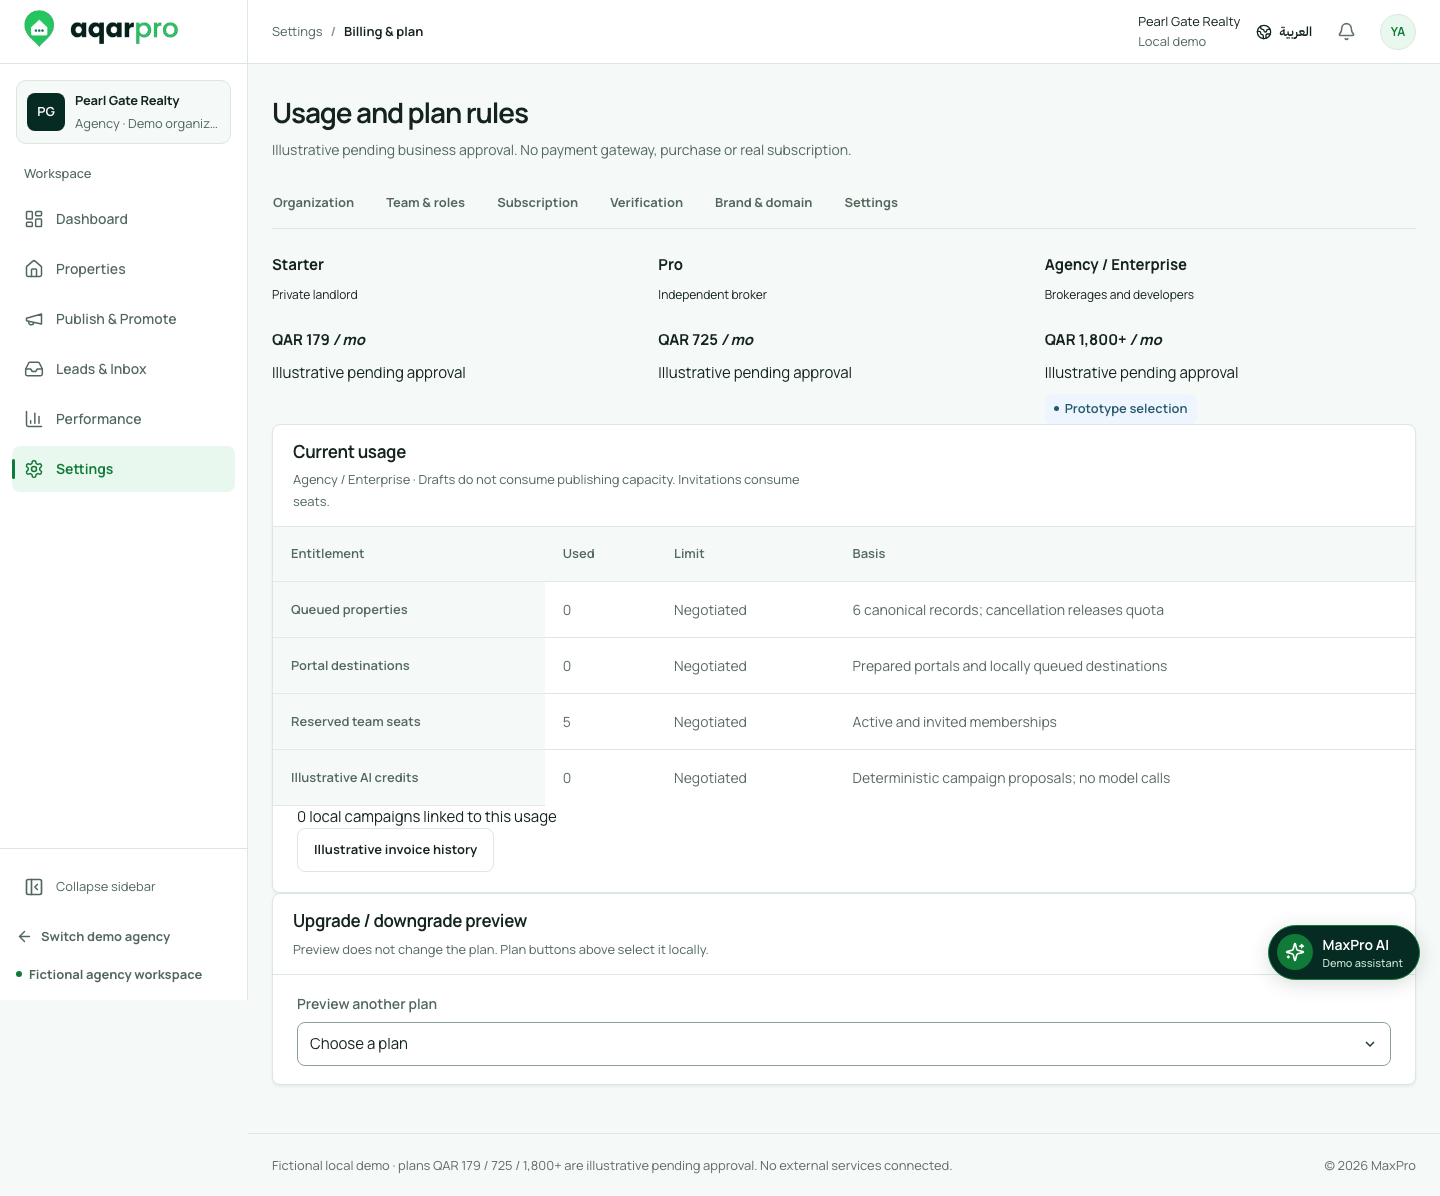 aqarpro
Settings / Billing & plan
Pearl Gate Realty
Local demo
العربية
YA
PG
Pearl Gate Realty
Agency · Demo organiz...
Workspace
Dashboard
Properties
Publish & Promote
Leads & Inbox
Performance
Settings
Collapse sidebar
Switch demo agency
Fictional agency workspace
Usage and plan rules
Illustrative pending business approval. No payment gateway, purchase or real subscription.
Organization Team & roles Subscription Verification Brand & domain Settings
Starter
Private landlord
QAR 179 / mo
Illustrative pending approval
Pro
Independent broker
QAR 725 / mo
Illustrative pending approval
Agency / Enterprise
Brokerages and developers
QAR 1,800+ / mo
Illustrative pending approval
Prototype selection
Current usage
Agency / Enterprise · Drafts do not consume publishing capacity. Invitations consume
seats.
Entitlement Used Limit Basis
Queued properties 0 Negotiated 6 canonical records; cancellation releases quota
Portal destinations 0 Negotiated Prepared portals and locally queued destinations
Reserved team seats 5 Negotiated Active and invited memberships
Illustrative AI credits 0 Negotiated Deterministic campaign proposals; no model calls
0 local campaigns linked to this usage
Illustrative invoice history
Upgrade / downgrade preview
Preview does not change the plan. Plan buttons above select it locally.
MaxPro AI
Demo assistant
Preview another plan
Choose a plan
Fictional local demo · plans QAR 179 / 725 / 1,800+ are illustrative pending approval. No external services connected.
© 2026 MaxPro